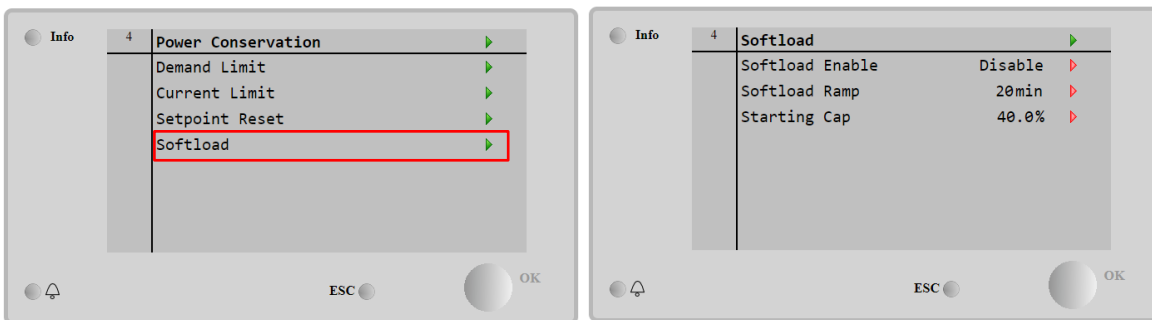 Info
4 Power Conservation
Demand Limit
Current Limit
Setpoint Reset
Softload
ESC
OK
Info
4 Softload
Softload Enable Disable
Softload Ramp 20min
Starting Cap 40.0%
ESC
OK